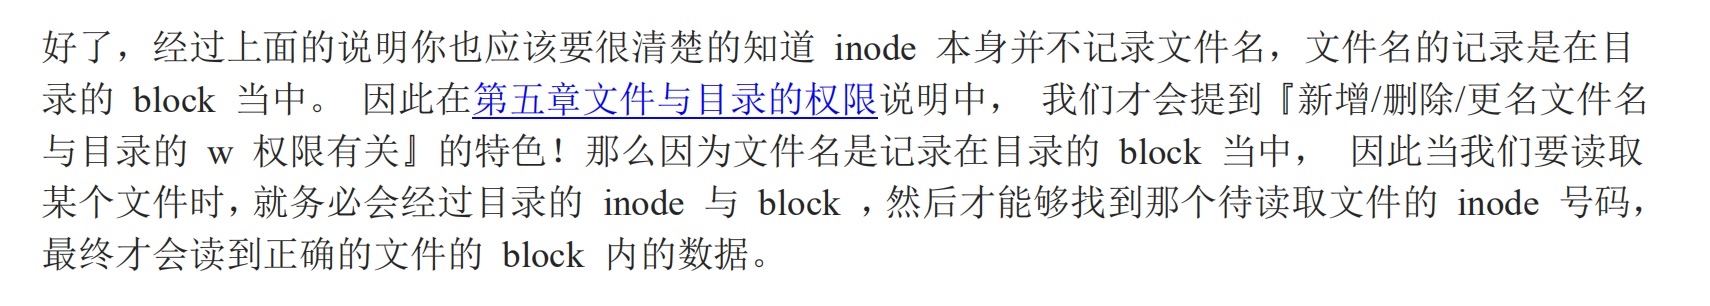 好了，经过上面的说明你也应该要很清楚的知道 inode 本身并不记录文件名，文件名的记录是在目
录的 block 当中。 因此在第五章文件与目录的权限说明中， 我们才会提到『新增/删除/更名文件名
与目录的 w 权限有关』的特色！那么因为文件名是记录在目录的 block 当中， 因此当我们要读取
某个文件时，就务必会经过目录的 inode 与 block ，然后才能够找到那个待读取文件的 inode 号码，
最终才会读到正确的文件的 block 内的数据。